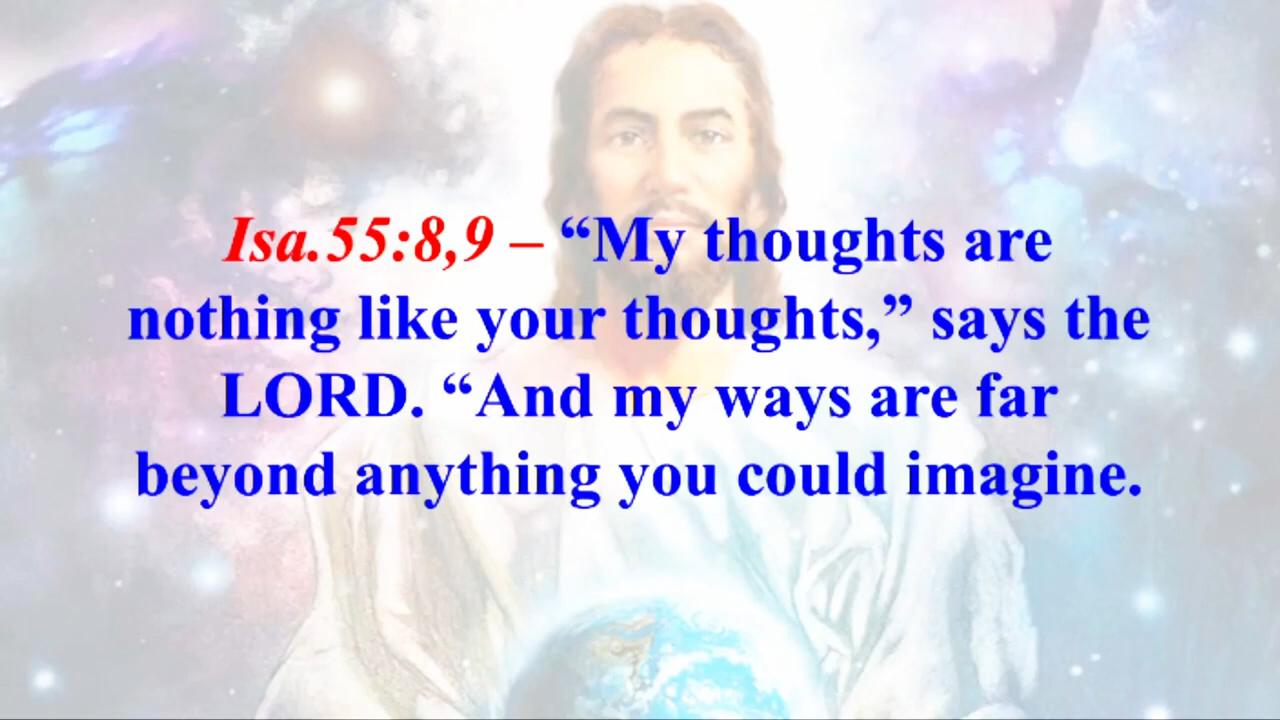 Isa.55:8,9 – “My thoughts are
nothing like your thoughts,” says the
LORD. “And my ways are far
beyond anything you could imagine.